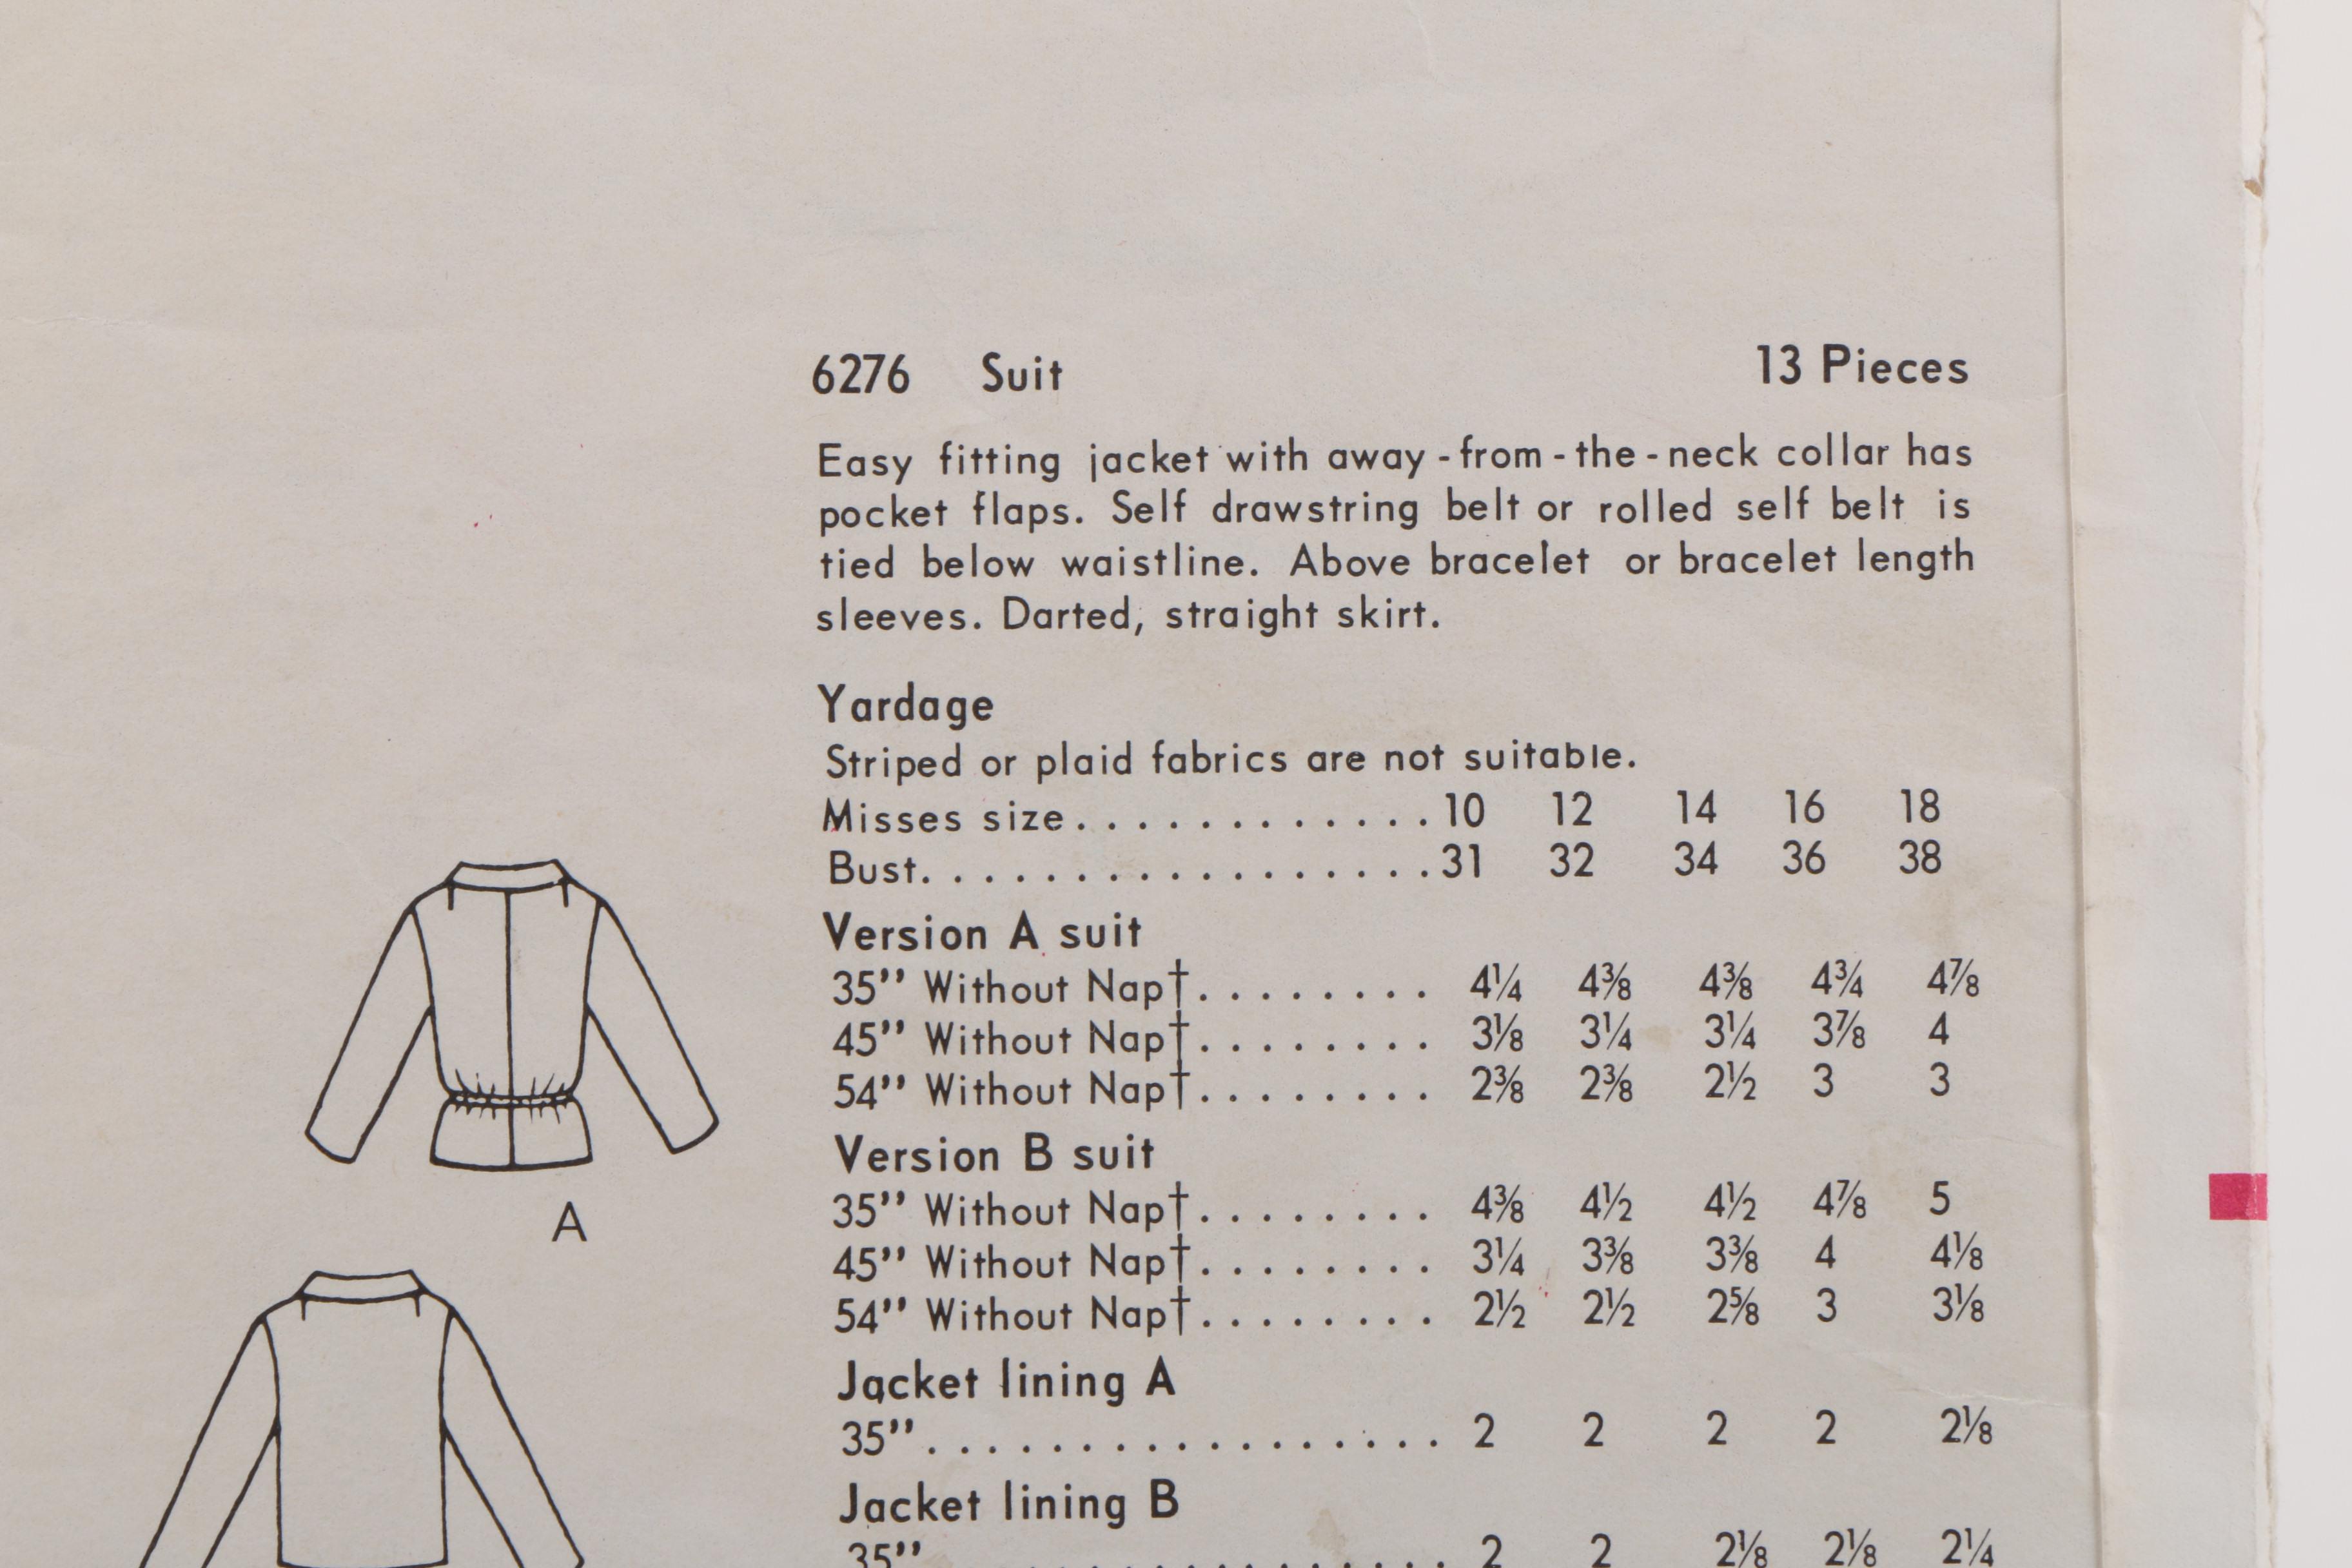 6276 Suit 13 Pieces
Easy fitting jacket with away-from-the-neck collar has
pocket flaps. Self drawstring belt or rolled self belt is
tied below waistline. Above bracelet or bracelet length
sleeves. Darted, straight skirt.
Yardage
Striped or plaid fabrics are not suitable.
Misses size............. 10 12 14 16 18
Bust................. 31 32 34 36 38
Version A suit
35’’ Without Nap†........ 4¼ 4⅜ 4⅜ 4¾ 4⅞
45’’ Without Nap†........ 3⅛ 3¼ 3¼ 3⅞ 4
54’’ Without Nap†........ 2⅜ 2⅜ 2½ 3 3
A
Version B suit
35’’ Without Nap†........ 4⅜ 4½ 4½ 4⅞ 5
45’’ Without Nap†........ 3¼ 3⅜ 3⅜ 4 4⅛
54’’ Without Nap†........ 2½ 2½ 2⅝ 3 3⅛
Jacket lining A
35’’................. 2 2 2 2 2⅛
Jacket lining B
35’’................. 2 2 2⅛ 2⅛ 2¼